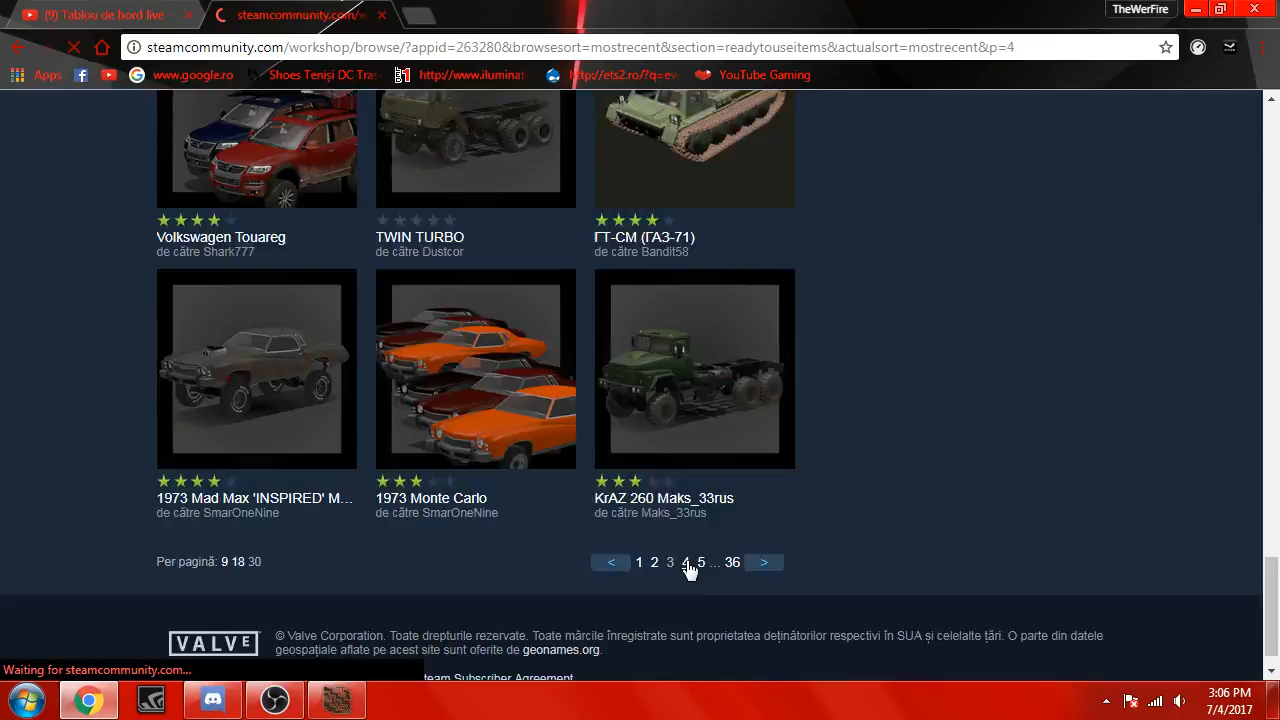 (9) Tablou de bord live
steamcommunity.com/w
TheWerFire
steamcommunity.com/workshop/browse/?appid=263280&browsesort=mostrecent&section=readytouseitems&actualsort=mostrecent&p=4
Apps
www.google.ro
Shoes Tenişi DC Tras
http://www.iluminat
http://ets2.ro/?q=ev
YouTube Gaming
Volkswagen Touareg
de către Shark777
TWIN TURBO
de către Dustcor
ГТ-СМ (ГАЗ-71)
de către Bandit58
1973 Mad Max 'INSPIRED' M...
de către SmarOneNine
1973 Monte Carlo
de către SmarOneNine
KrAZ 260 Maks_33rus
de către Maks_33rus
Per pagină: 9 18 30
< 1 2 3 4 5 ... 36 >
VALVE
© Valve Corporation. Toate drepturile rezervate. Toate mărcile înregistrate sunt proprietatea deținătorilor respectivi în SUA și celelalte țări. O parte din datele
geospațiale aflate pe acest site sunt oferite de geonames.org.
team Subscriber Agreement
Waiting for steamcommunity.com...
3:06 PM
7/4/2017